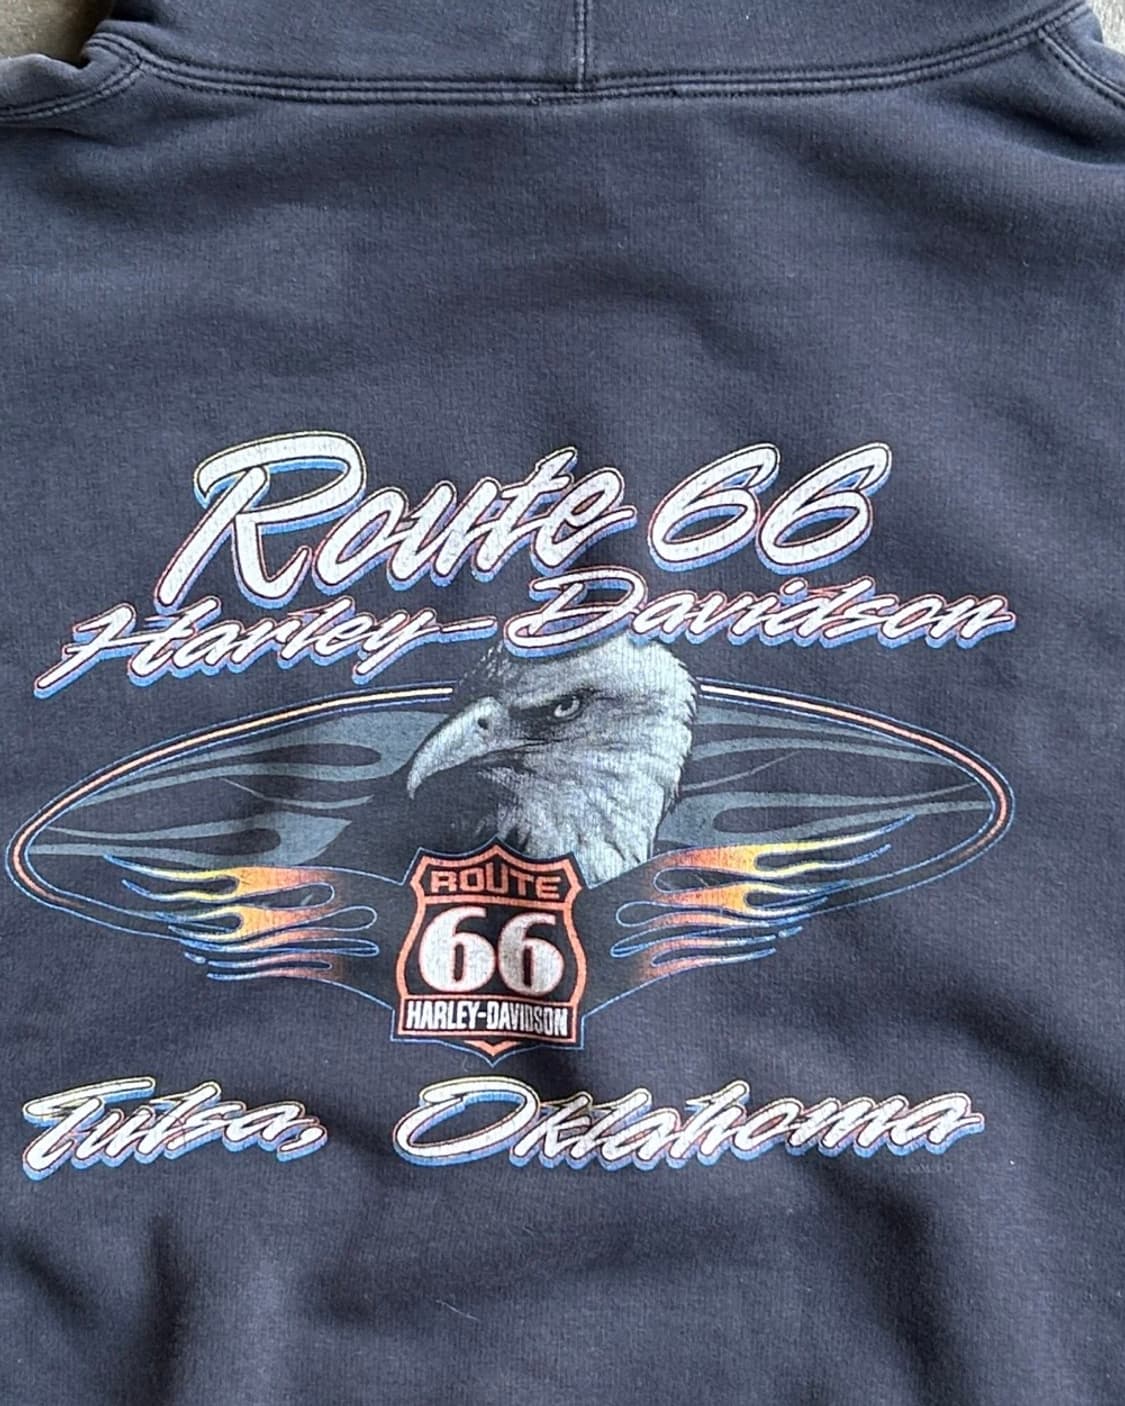 Route 66
Harley-Davidson
ROUTE
66
HARLEY-DAVIDSON
Tulsa, Oklahoma